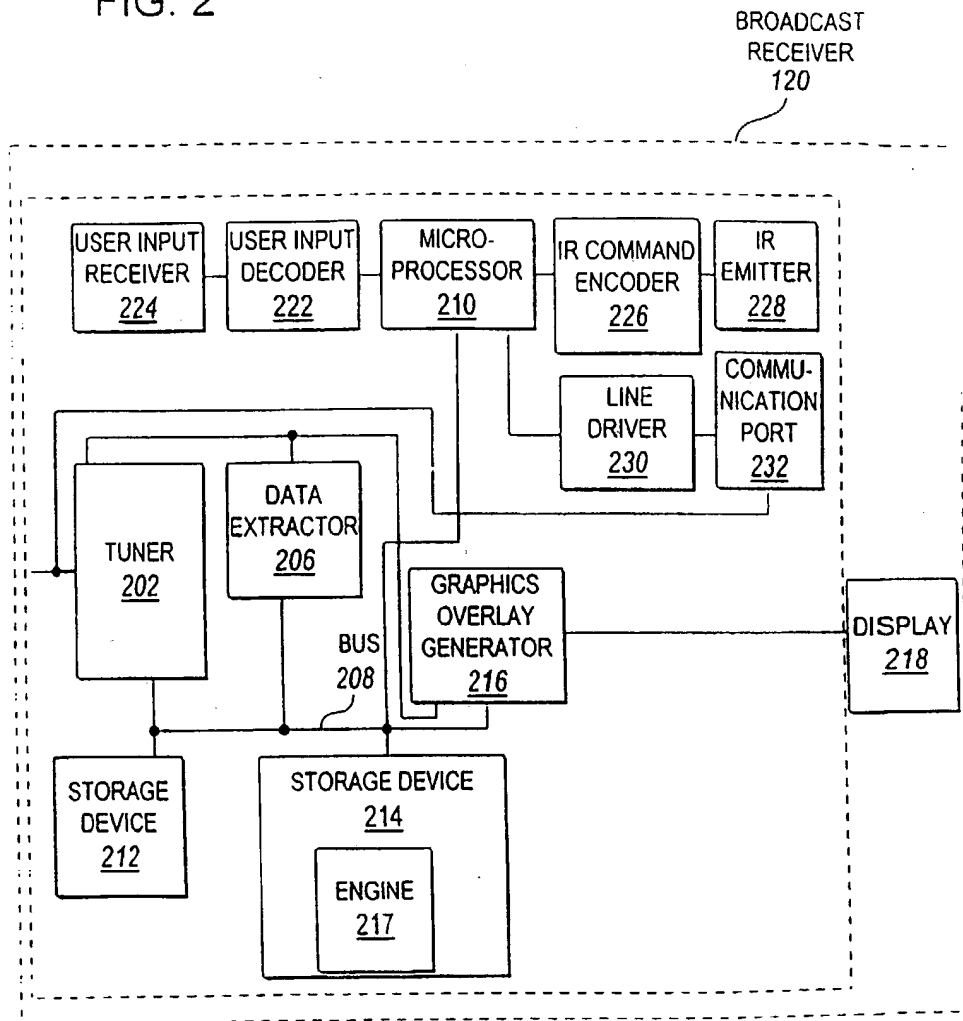 FIG. 2
BROADCAST
RECEIVER
120
USER INPUT
RECEIVER
224
USER INPUT
DECODER
222
MICRO-
PROCESSOR
210
IR COMMAND
ENCODER
226
IR
EMITTER
228
LINE
DRIVER
230
COMMU-
NICATION
PORT
232
TUNER
202
DATA
EXTRACTOR
206
GRAPHICS
OVERLAY
GENERATOR
216
DISPLAY
218
BUS
208
STORAGE
DEVICE
212
STORAGE DEVICE
214
ENGINE
217